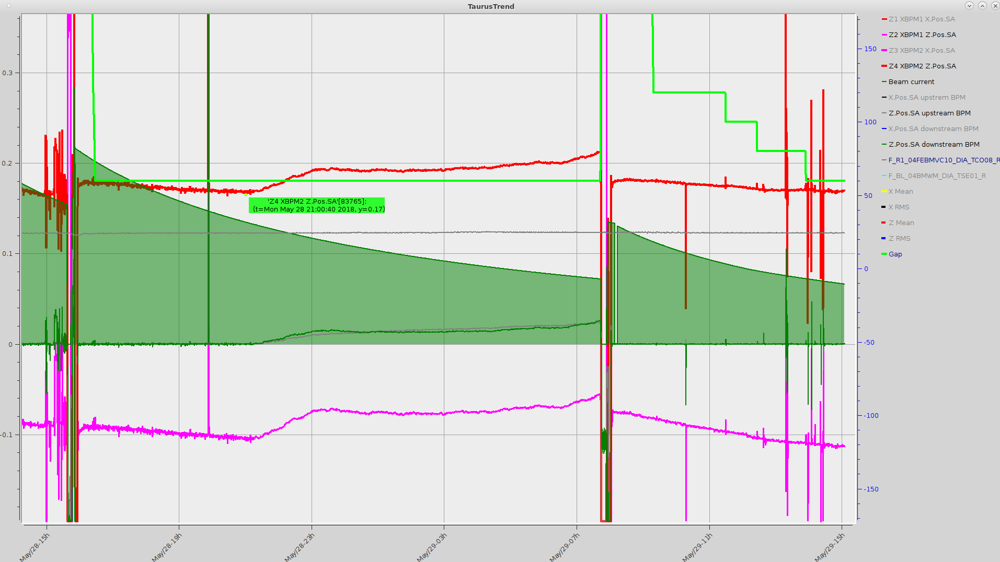 TaurusTrend
0.3
0.2
0.1
0
-0.1
150
100
50
0
-50
-100
-150
'Z4 XBPM2 Z.Pos.SA'[83765]:
(t=Mon May 28 21:00:40 2018, y=0.17)
May/28-15h
May/28-19h
May/28-23h
May/29-03h
May/29-07h
May/29-11h
May/29-15h
Z1 XBPM1 X.Pos.SA
Z2 XBPM1 Z.Pos.SA
Z3 XBPM2 X.Pos.SA
Z4 XBPM2 Z.Pos.SA
Beam current
X.Pos.SA upstrem BPM
Z.Pos.SA upstream BPM
X.Pos.SA downstream BPM
Z.Pos.SA downstream BPM
F_R1_04FEBMVC10_DIA_TCO08_R
F_BL_04BMWM_DIA_TSE01_R
X Mean
X RMS
Z Mean
Z RMS
Gap